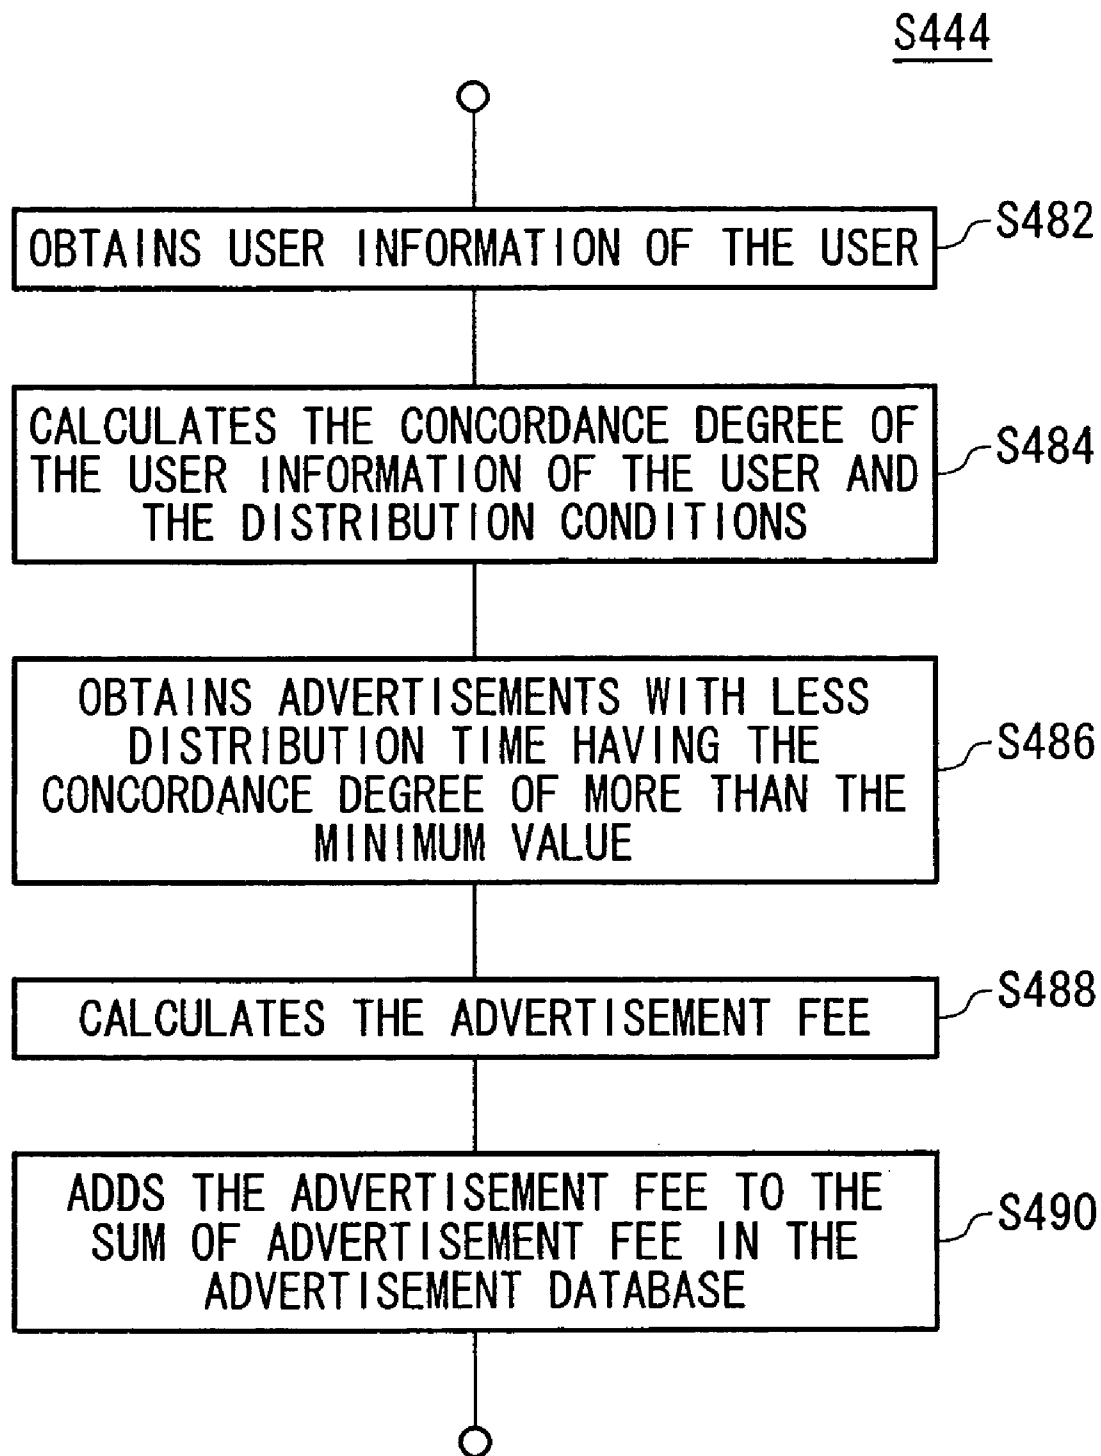 S444
OBTAINS USER INFORMATION OF THE USER
S482
CALCULATES THE CONCORDANCE DEGREE OF
THE USER INFORMATION OF THE USER AND
THE DISTRIBUTION CONDITIONS
S484
OBTAINS ADVERTISEMENTS WITH LESS
DISTRIBUTION TIME HAVING THE
CONCORDANCE DEGREE OF MORE THAN THE
MINIMUM VALUE
S486
CALCULATES THE ADVERTISEMENT FEE
S488
ADDS THE ADVERTISEMENT FEE TO THE
SUM OF ADVERTISEMENT FEE IN THE
ADVERTISEMENT DATABASE
S490